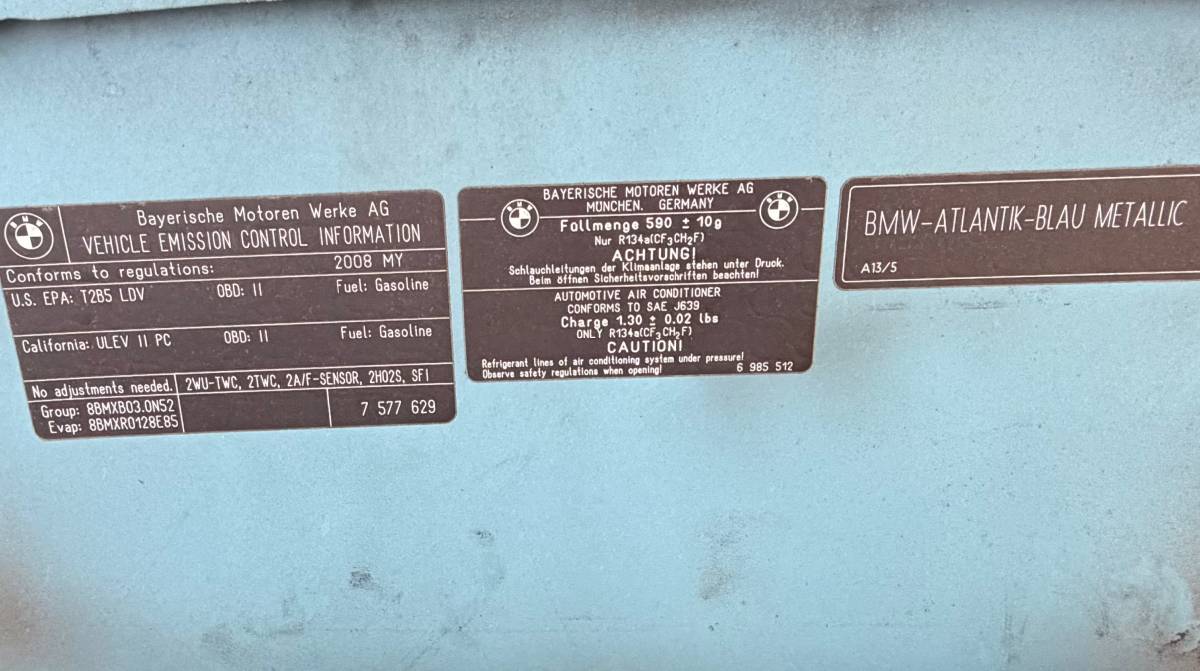 Bayerische Motoren Werke AG
VEHICLE EMISSION CONTROL INFORMATION
Conforms to regulations: 2008 MY
U.S. EPA: T2B5 LDV OBD: II Fuel: Gasoline
California: ULEV II PC OBD: II Fuel: Gasoline
No adjustments needed. 2WU-TWC, 2TWC, 2A/F-SENSOR, 2HO2S, SFI
Group: 8BMXB03.0N52
Evap: 8BMXR0128E85
7 577 629
BAYERISCHE MOTOREN WERKE AG
MÜNCHEN. GERMANY
Füllmenge 590 ± 10g
Nur R134a(CF3CH2F)
ACHTUNG!
Schlauchleitungen der Klimaanlage stehen unter Druck.
Beim öffnen Sicherheitsvorschriften beachten!
AUTOMOTIVE AIR CONDITIONER
CONFORMS TO SAE J639
Charge 1.30 ± 0.02 lbs
ONLY R134a(CF3CH2F)
CAUTION!
Refrigerant lines of air conditioning system under pressure!
Observe safety regulations when opening! 6 985 512
BMW-ATLANTIK-BLAU METALLIC
A13/5